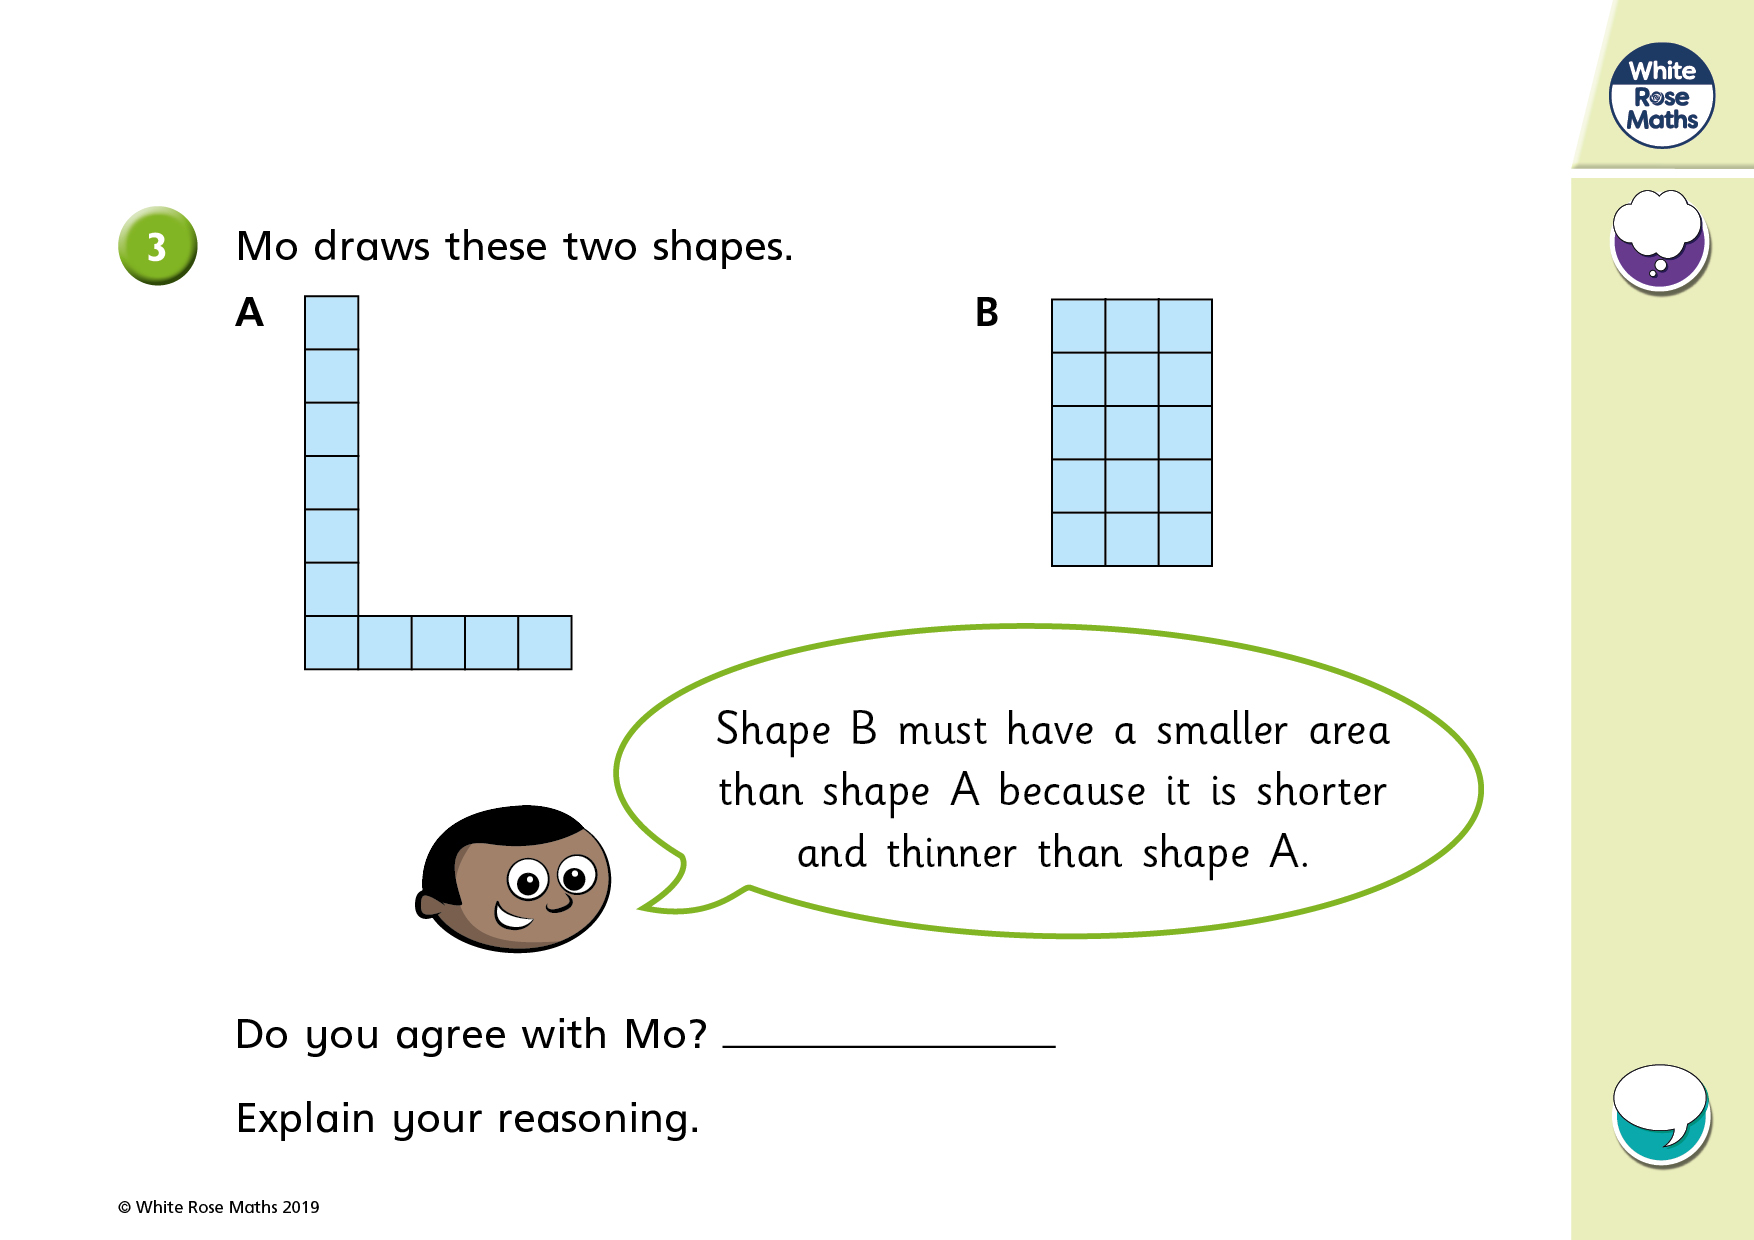 White
Rose
Maths
3 Mo draws these two shapes.
A B
Shape B must have a smaller area
than shape A because it is shorter
and thinner than shape A.
Do you agree with Mo? ________________
Explain your reasoning.
© White Rose Maths 2019